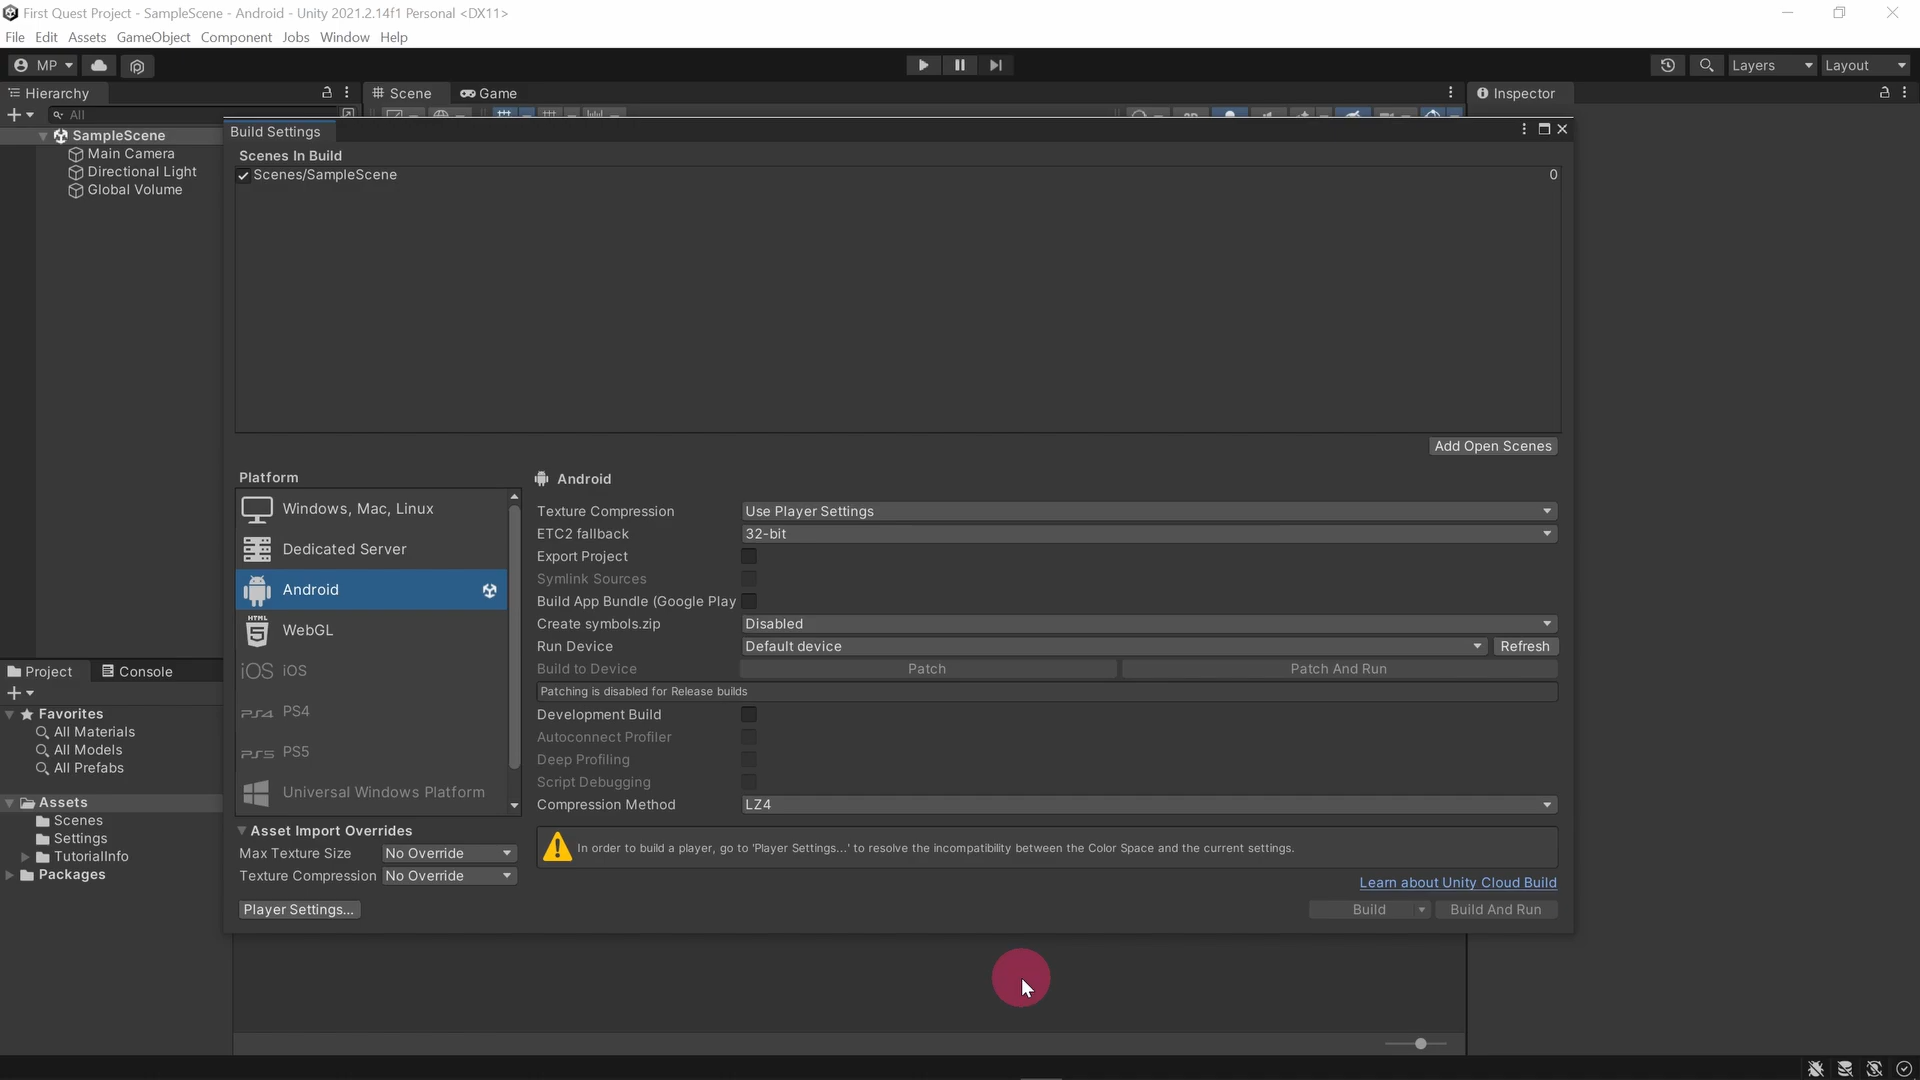 First Quest Project - SampleScene - Android - Unity 2021.2.14f1 Personal <DX11>
File Edit Assets GameObject Component Jobs Window Help
MP
Layers
Layout
Hierarchy
Scene
Game
Inspector
All
SampleScene
Main Camera
Directional Light
Global Volume
Build Settings
Scenes In Build
Scenes/SampleScene 0
Add Open Scenes
Platform
Windows, Mac, Linux
Dedicated Server
Android
HTML 5 WebGL
iOS iOS
PS4 PS4
PS5 PS5
Universal Windows Platform
Android
Texture Compression Use Player Settings
ETC2 fallback 32-bit
Export Project
Symlink Sources
Build App Bundle (Google Play
Create symbols.zip Disabled
Run Device Default device Refresh
Build to Device Patch Patch And Run
Patching is disabled for Release builds
Development Build
Autoconnect Profiler
Deep Profiling
Script Debugging
Compression Method LZ4
In order to build a player, go to 'Player Settings...' to resolve the incompatibility between the Color Space and the current settings.
Learn about Unity Cloud Build
Build
Build And Run
Asset Import Overrides
Max Texture Size No Override
Texture Compression No Override
Player Settings...
Project
Console
Favorites
All Materials
All Models
All Prefabs
Assets
Scenes
Settings
TutorialInfo
Packages